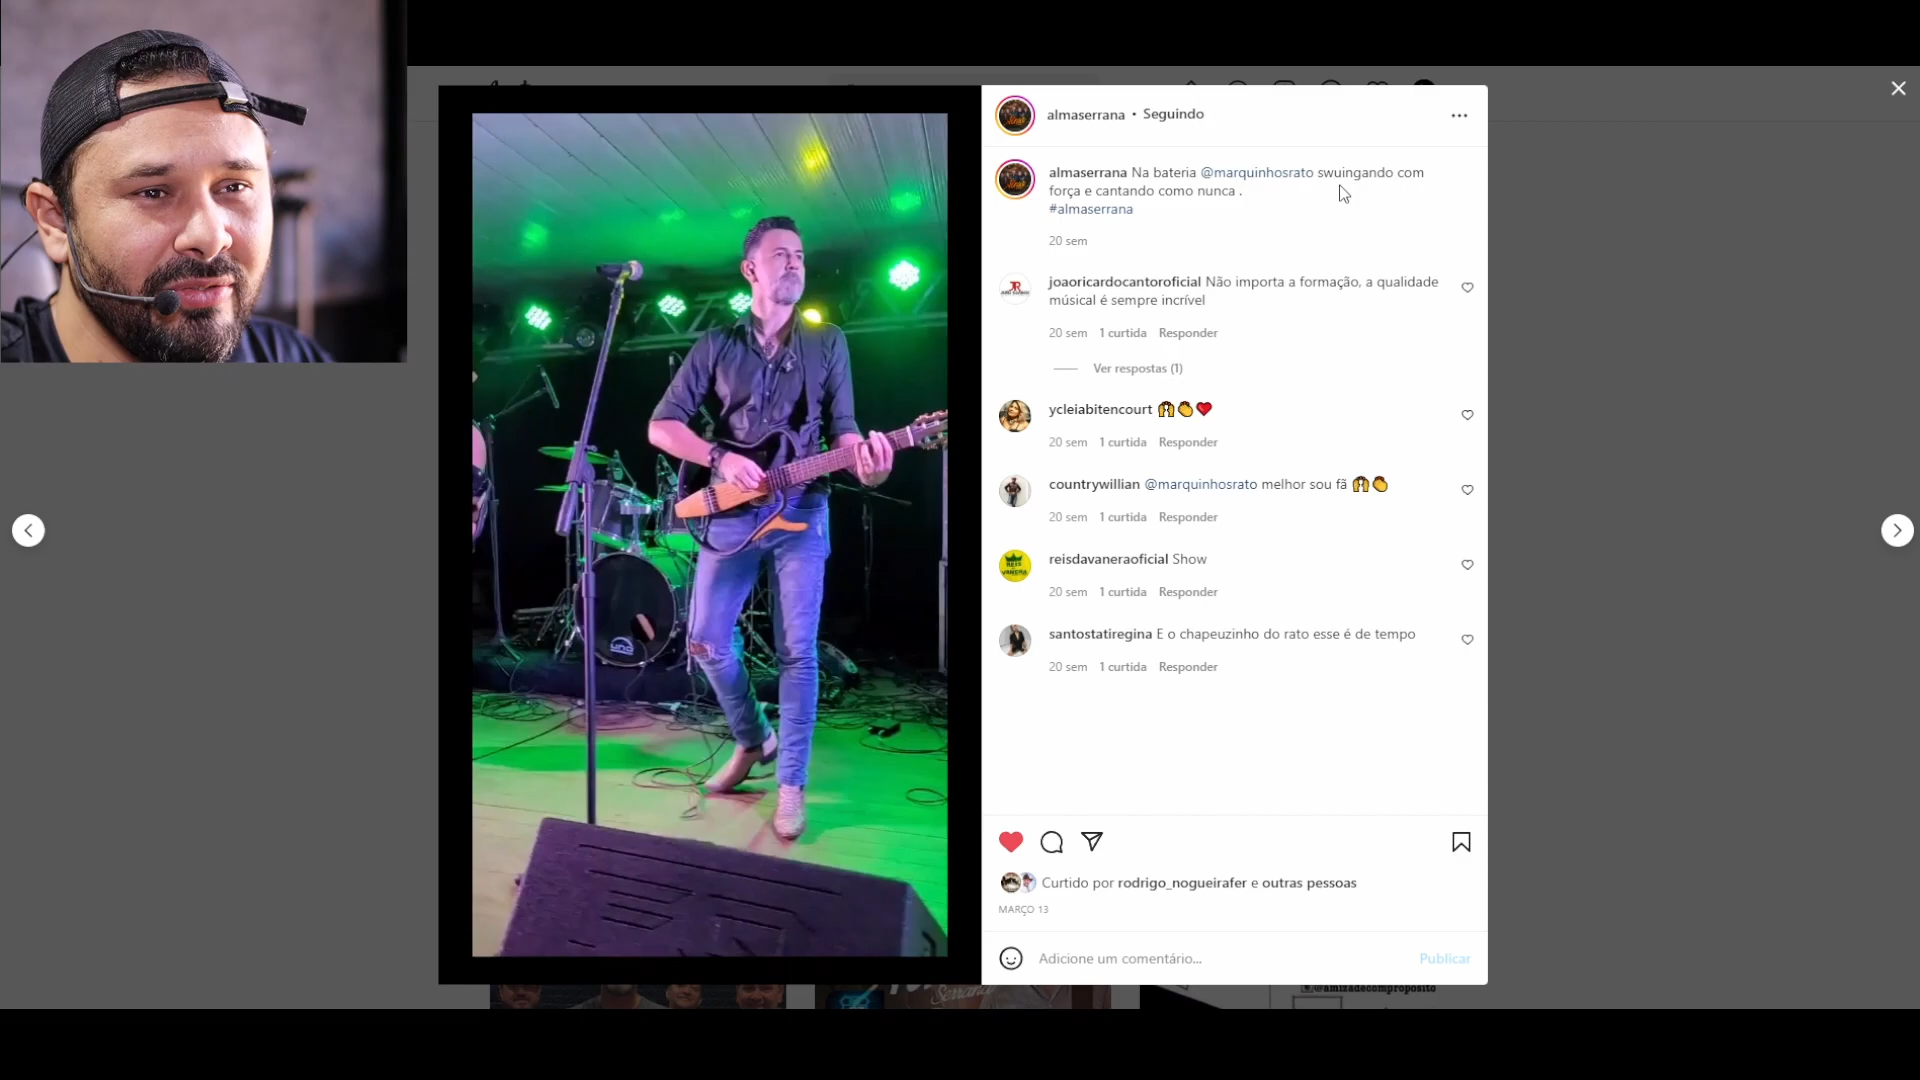 almaserrana • Seguindo
almaserrana Na bateria @marquinhosrato swuingando com
força e cantando como nunca .
#almaserrana
20 sem
joaoricardocantoroficial Não importa a formação, a qualidade
músical é sempre incrível
20 sem 1 curtida Responder
Ver respostas (1)
ycleiabitencourt 🙌👏❤️
20 sem 1 curtida Responder
countrywillian @marquinhosrato melhor sou fã 🙌👏
20 sem 1 curtida Responder
reisdavaneraoficial Show
20 sem 1 curtida Responder
santostatiregina E o chapeuzinho do rato esse é de tempo
20 sem 1 curtida Responder
Curtido por rodrigo_nogueirafer e outras pessoas
MARÇO 13
Adicione um comentário...
Publicar
@amizadecomproposito